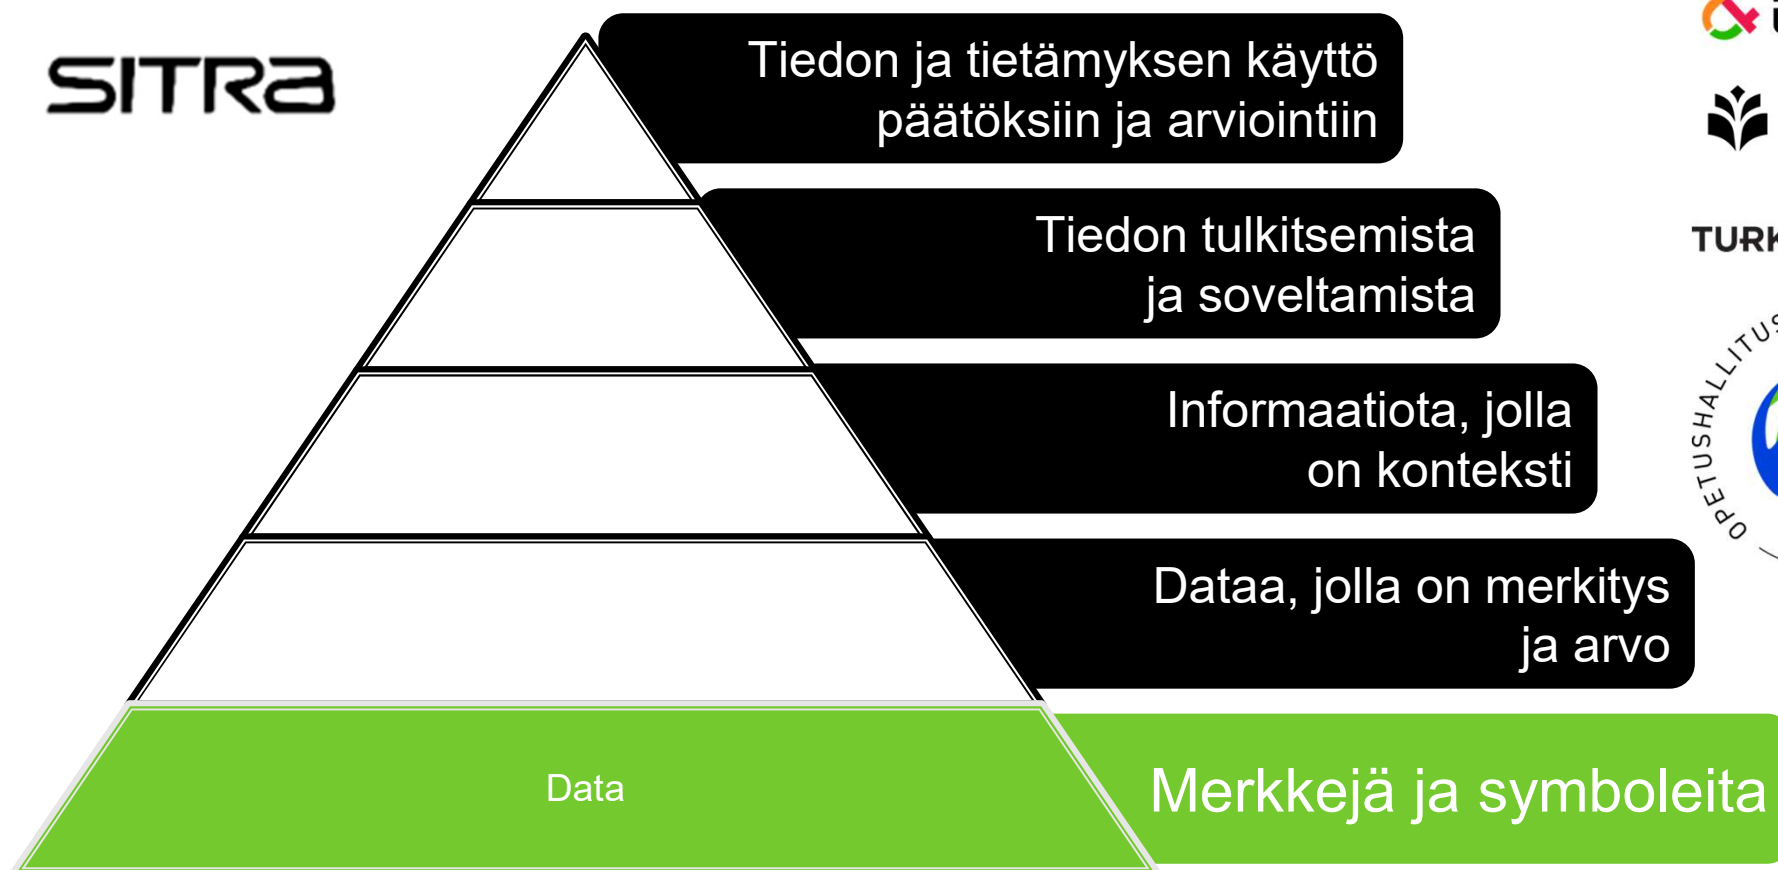 SITRA
Tiedon ja tietämyksen käyttö
päätöksiin ja arviointiin
Tiedon tulkitsemista
ja soveltamista
Informaatiota, jolla
on konteksti
Dataa, jolla on merkitys
ja arvo
Data
Merkkejä ja symboleita
OPETUSHALLITUS